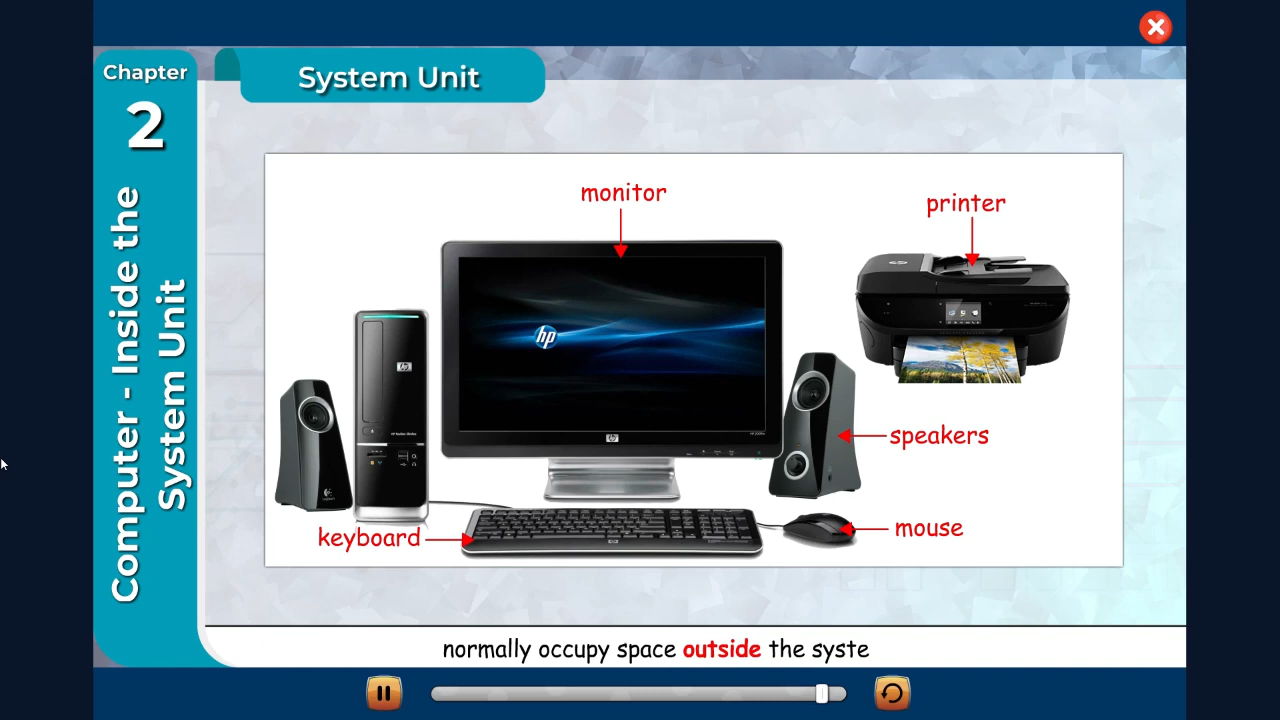 Chapter
2
Computer - Inside the
System Unit
System Unit
monitor
printer
hp
speakers
keyboard
mouse
normally occupy space outside the syste